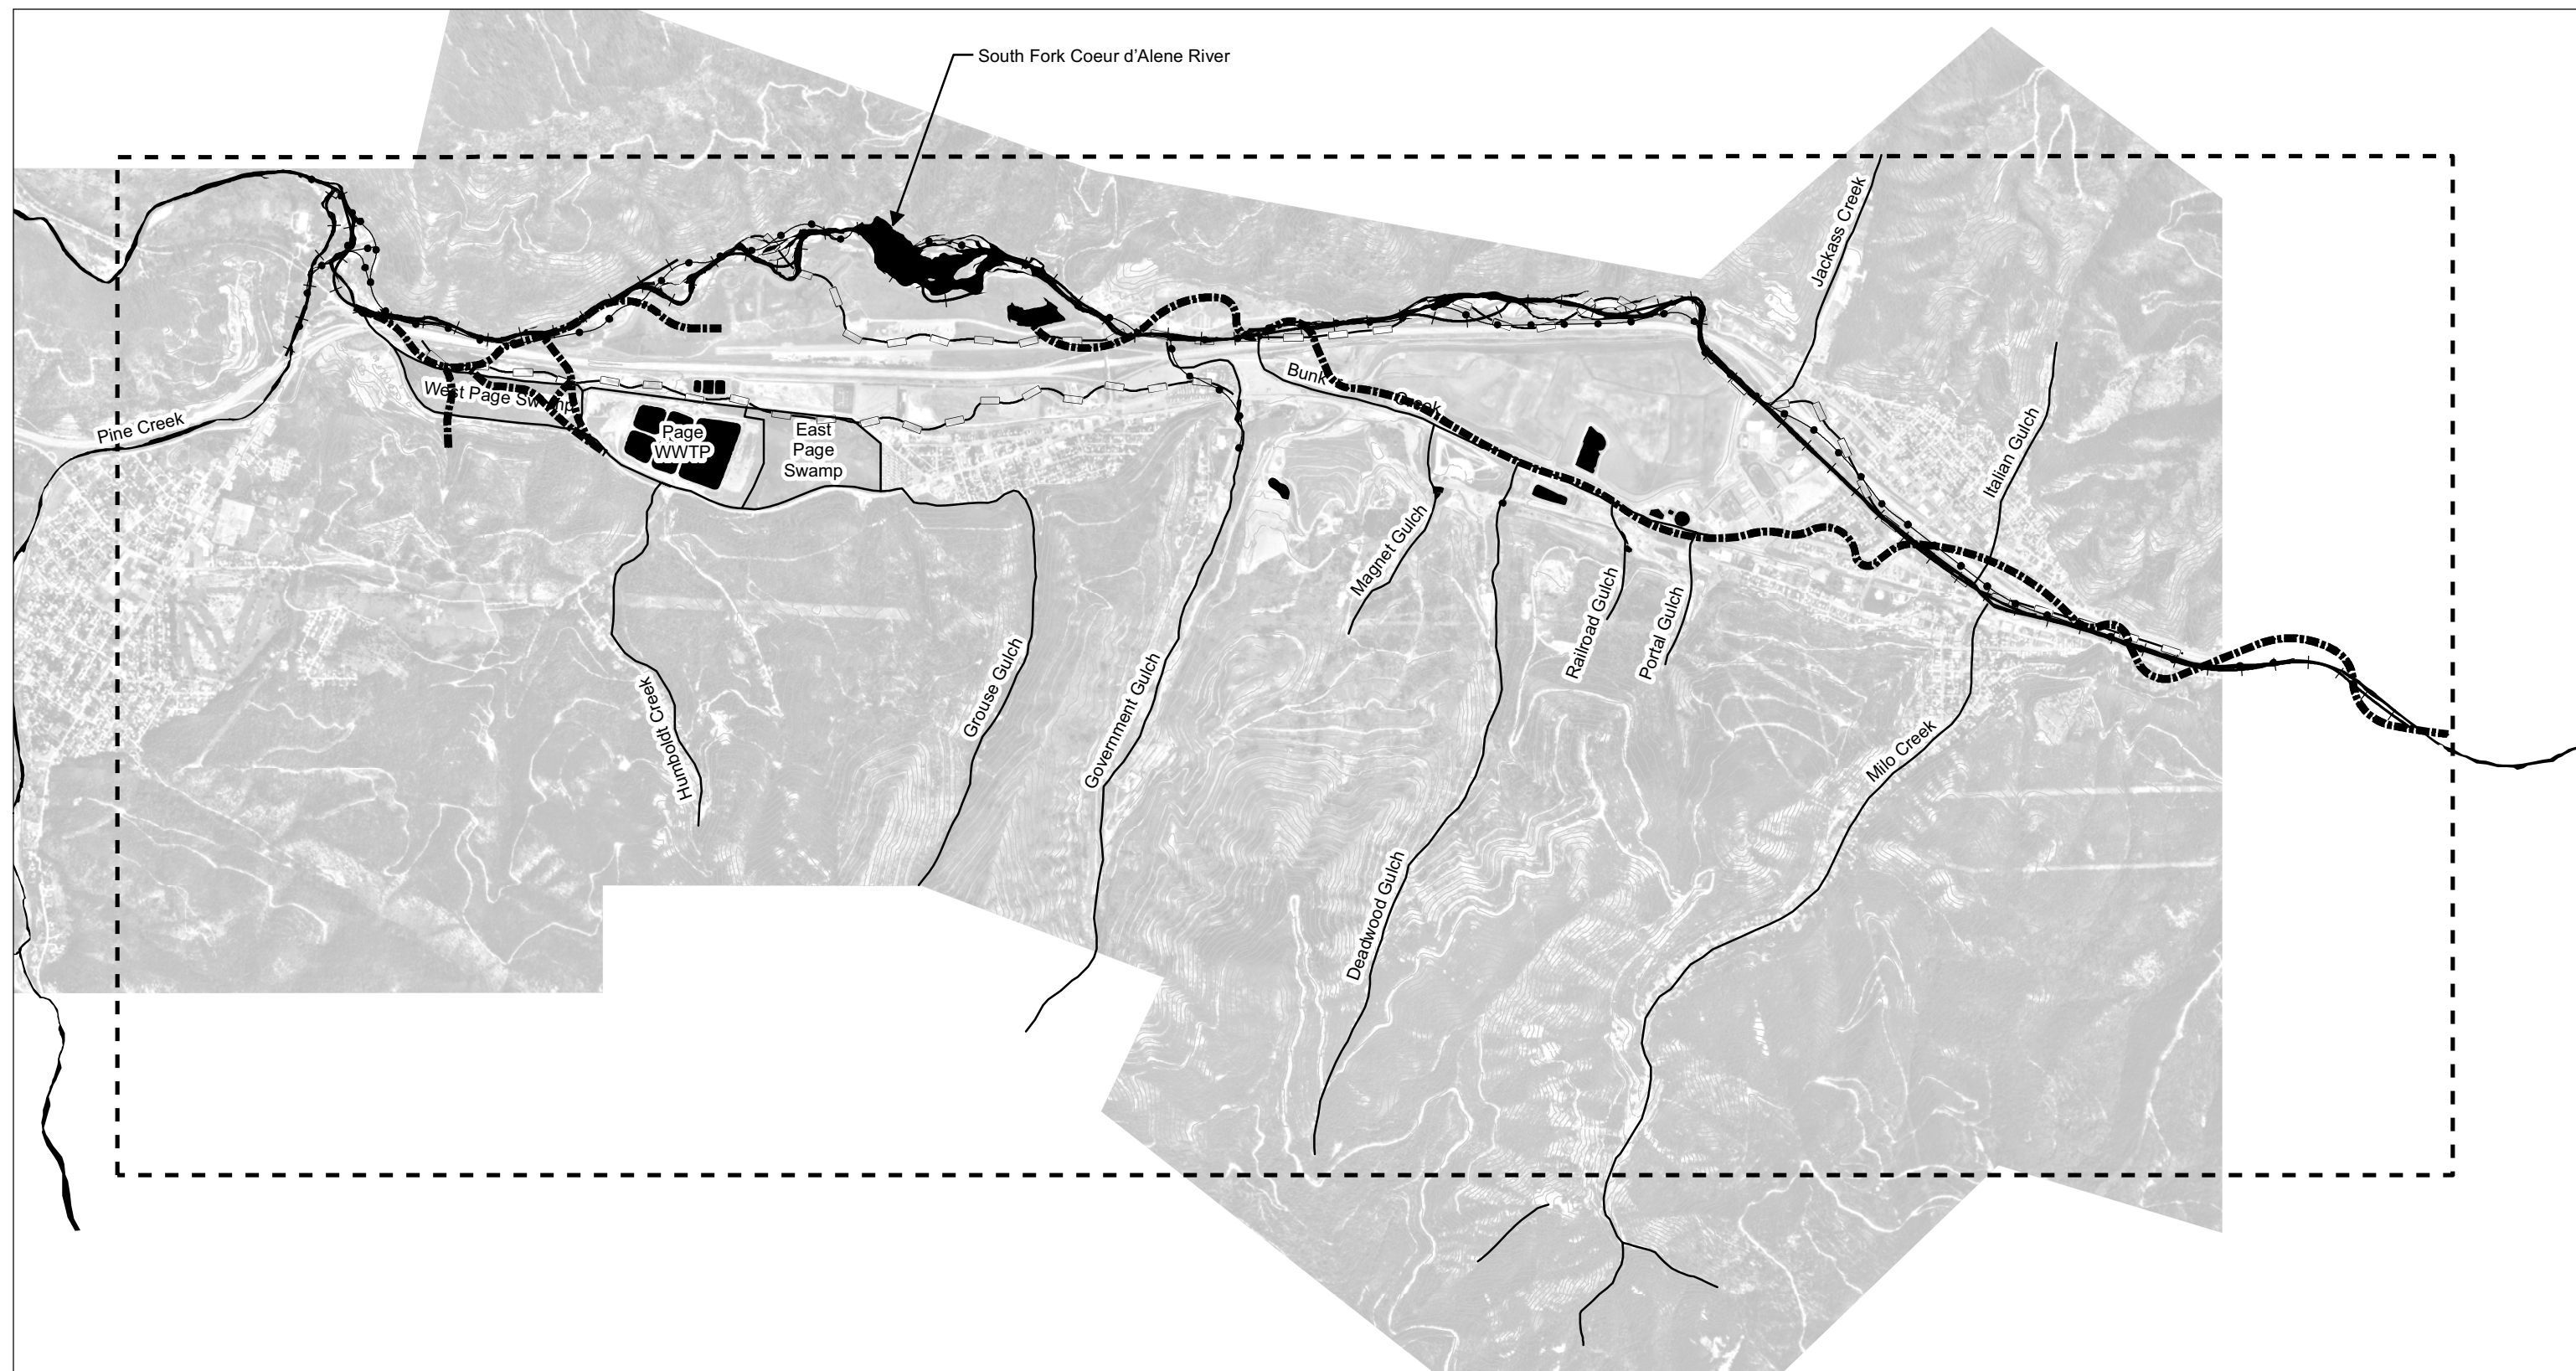 South Fork Coeur d'Alene River
Jackass Creek
Bunker
Creek
West Page Swamp
Pine Creek
Page
WWTP
East
Page
Swamp
Italian Gulch
Magnet Gulch
Railroad Gulch
Portal Gulch
Humboldt Creek
Grouse Gulch
Government Gulch
Milo Creek
Deadwood Gulch